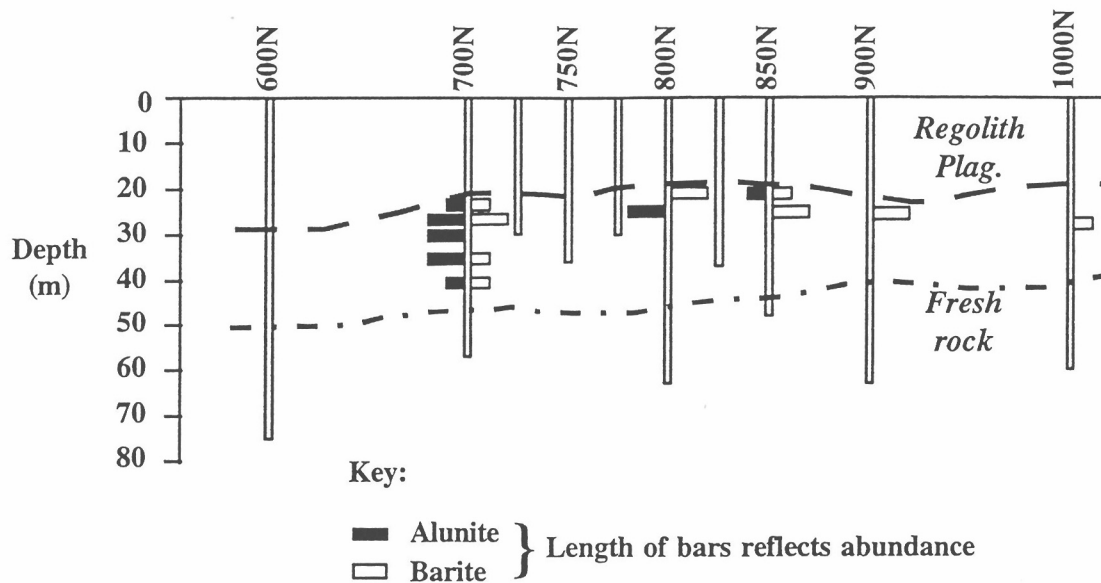 600N
700N
750N
800N
850N
900N
1000N
0
10
20
30
40
50
60
70
80
Depth
(m)
Regolith
Plag.
Fresh
rock
Key:
Alunite
Barite
} Length of bars reflects abundance